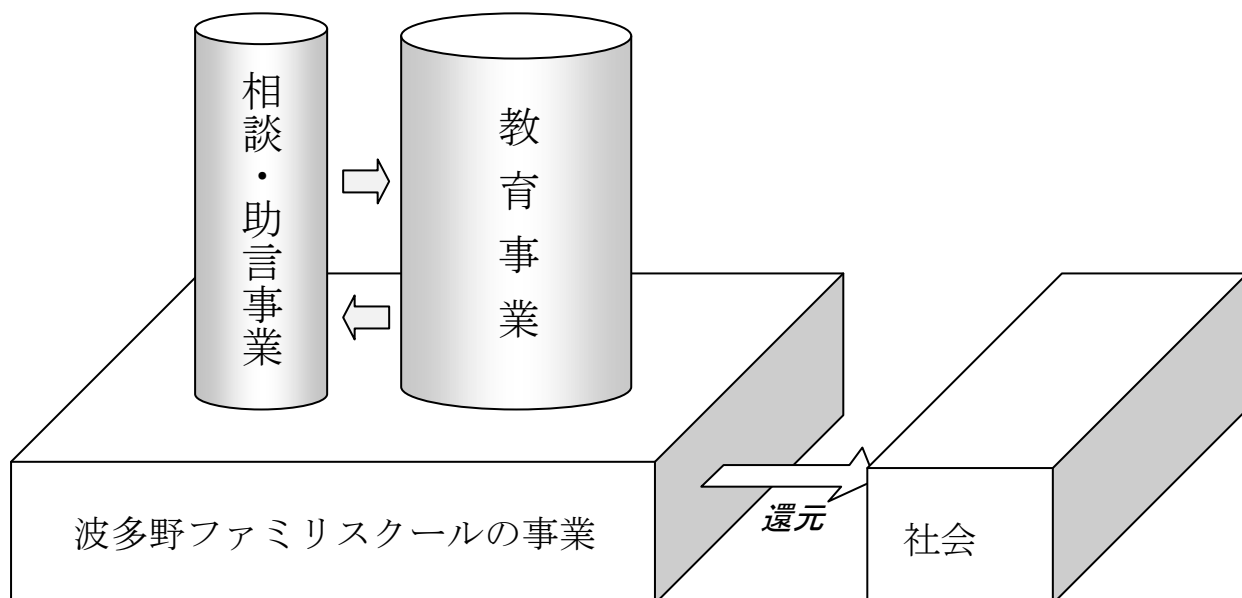 相談・助言事業
教育事業
波多野ファミリスクールの事業
還元
社会